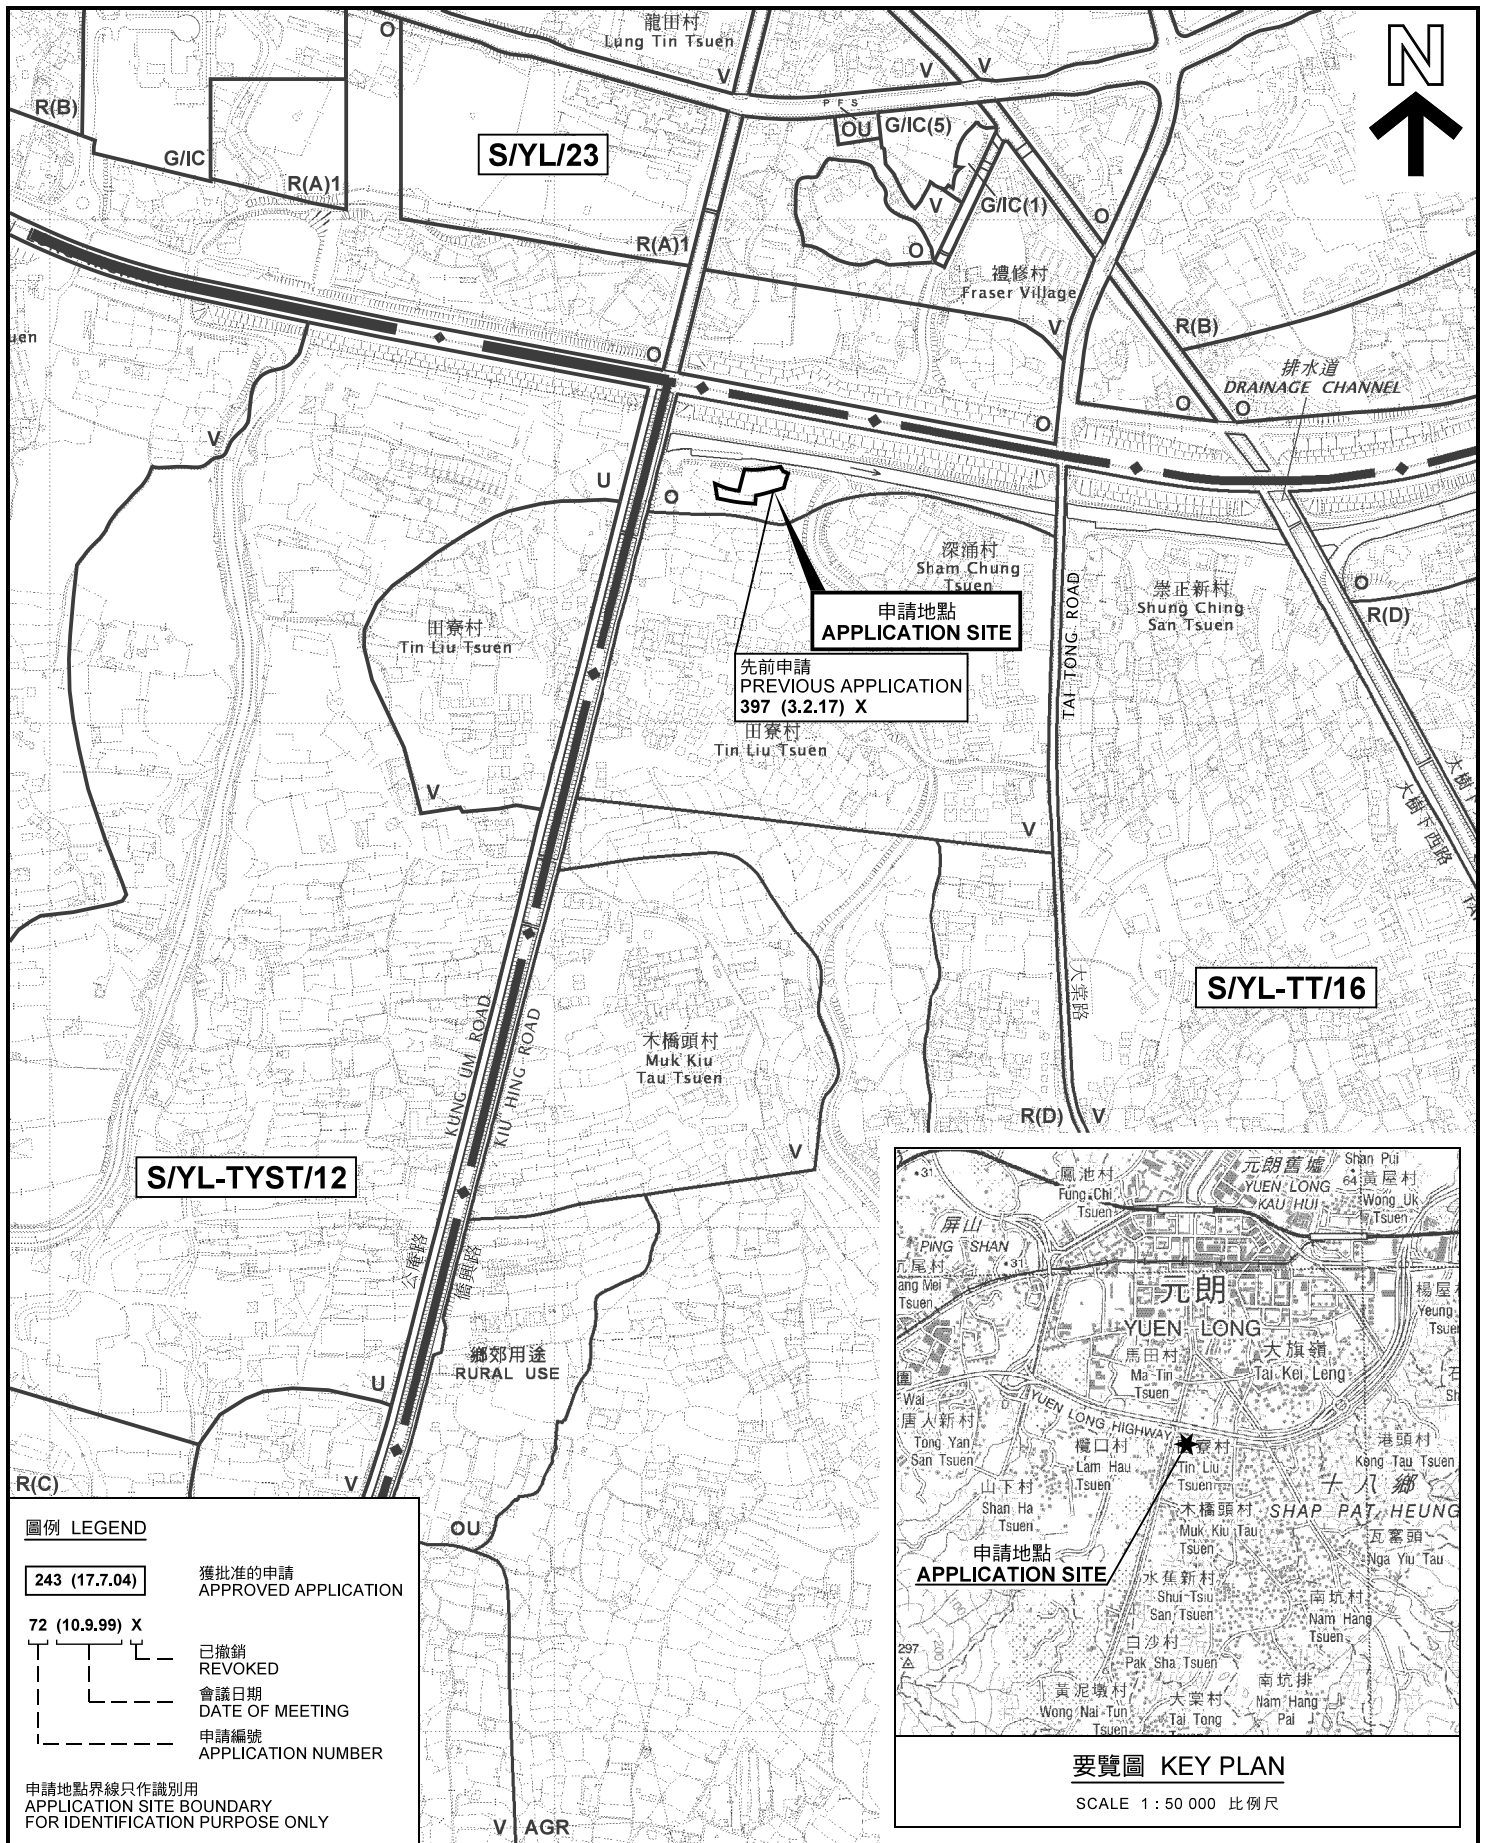 龍田村
Lung Tin Tsuen
N
O
V
V
V
R(B)
G/IC
R(A)1
S/YL/23
P F S
OU
G/IC(5)
V
G/IC(1)
O
O
R(A)1
禮修村
Fraser Village
V
R(B)
排水道
DRAINAGE CHANNEL
O
O
O
O
V
U
O
深涌村
Sham Chung
Tsuen
申請地點
APPLICATION SITE
先前申請
PREVIOUS APPLICATION
397 (3.2.17) X
田寮村
Tin Liu Tsuen
田寮村
Tin Liu Tsuen
TAI TONG ROAD
崇正新村
Shung Ching
San Tsuen
O
R(D)
大樹下西路
V
V
S/YL-TT/16
大棠路
KUNG UM ROAD
KIU HING ROAD
木橋頭村
Muk Kiu
Tau Tsuen
V
R(D)
V
S/YL-TYST/12
公庵路
僑興路
鄉郊用途
RURAL USE
U
R(C)
V
OU
V
AGR
圖例 LEGEND
243 (17.7.04)
獲批准的申請
APPROVED APPLICATION
72 (10.9.99) X
已撤銷
REVOKED
會議日期
DATE OF MEETING
申請編號
APPLICATION NUMBER
申請地點界線只作識別用
APPLICATION SITE BOUNDARY
FOR IDENTIFICATION PURPOSE ONLY
31
鳳池村
Fung Chi
Tsuen
元朗舊墟
YUEN LONG
KAU HUI
Shan Pui
64
黃屋村
Wong Uk
Tsuen
屏山
PING SHAN
31
ang Mei
Tsuen
元朗
YUEN LONG
楊屋
Yeung
Tsue
馬田村
Ma Tin
Tsuen
大旗嶺
Tai Kei Leng
Wai
唐人新村
Tong Yan
San Tsuen
YUEN LONG HIGHWAY
欖口村
Lam Hau
Tsuen
Tin Liu
Tsuen
港頭村
Kong Tau Tsuen
山下村
Shan Ha
Tsuen
十八鄉
SHAP PAT HEUNG
木橋頭村
Muk Kiu Tau
Tsuen
瓦窰頭
Nga Yiu Tau
申請地點
APPLICATION SITE
水蕉新村
Shui Tsiu
San Tsuen
南坑村
Nam Hang
Tsuen
297
白沙村
Pak Sha Tsuen
黃泥墩村
Wong Nai Tun
Tsuen
大棠村
Tai Tong
南坑排
Nam Hang
Pai
要覽圖 KEY PLAN
SCALE 1 : 50 000 比例尺